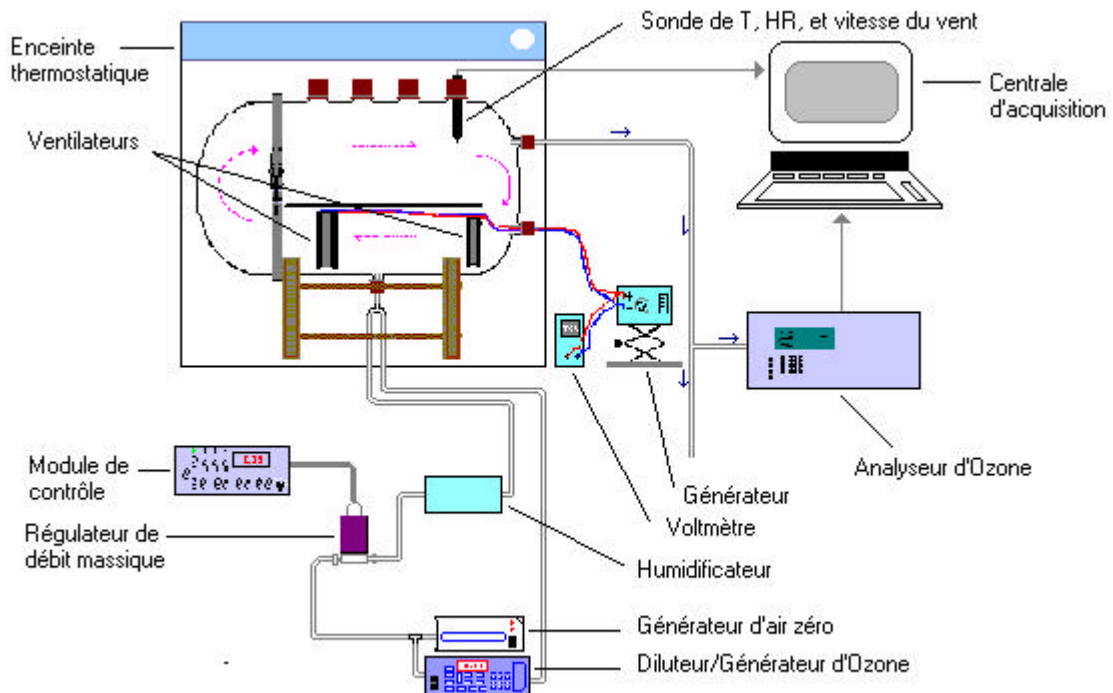 Sonde de T, HR, et vitesse du vent
Enceinte
thermostatique
Centrale
d'acquisition
Ventilateurs
Analyseur d'Ozone
Module de
contrôle
Générateur
Voltmètre
Régulateur de
débit massique
Humidificateur
Générateur d'air zéro
Diluteur/Générateur d'Ozone